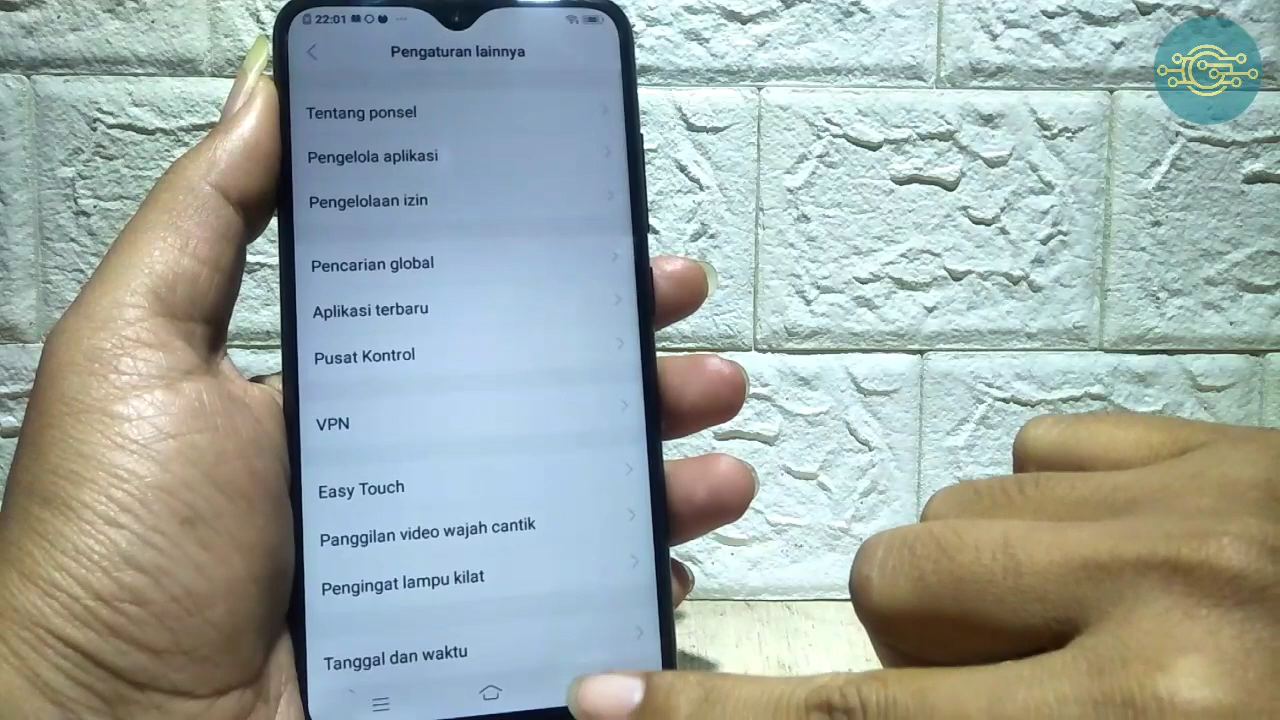 22:01
Pengaturan lainnya
Tentang ponsel
Pengelola aplikasi
Pengelolaan izin
Pencarian global
Aplikasi terbaru
Pusat Kontrol
VPN
Easy Touch
Panggilan video wajah cantik
Pengingat lampu kilat
Tanggal dan waktu